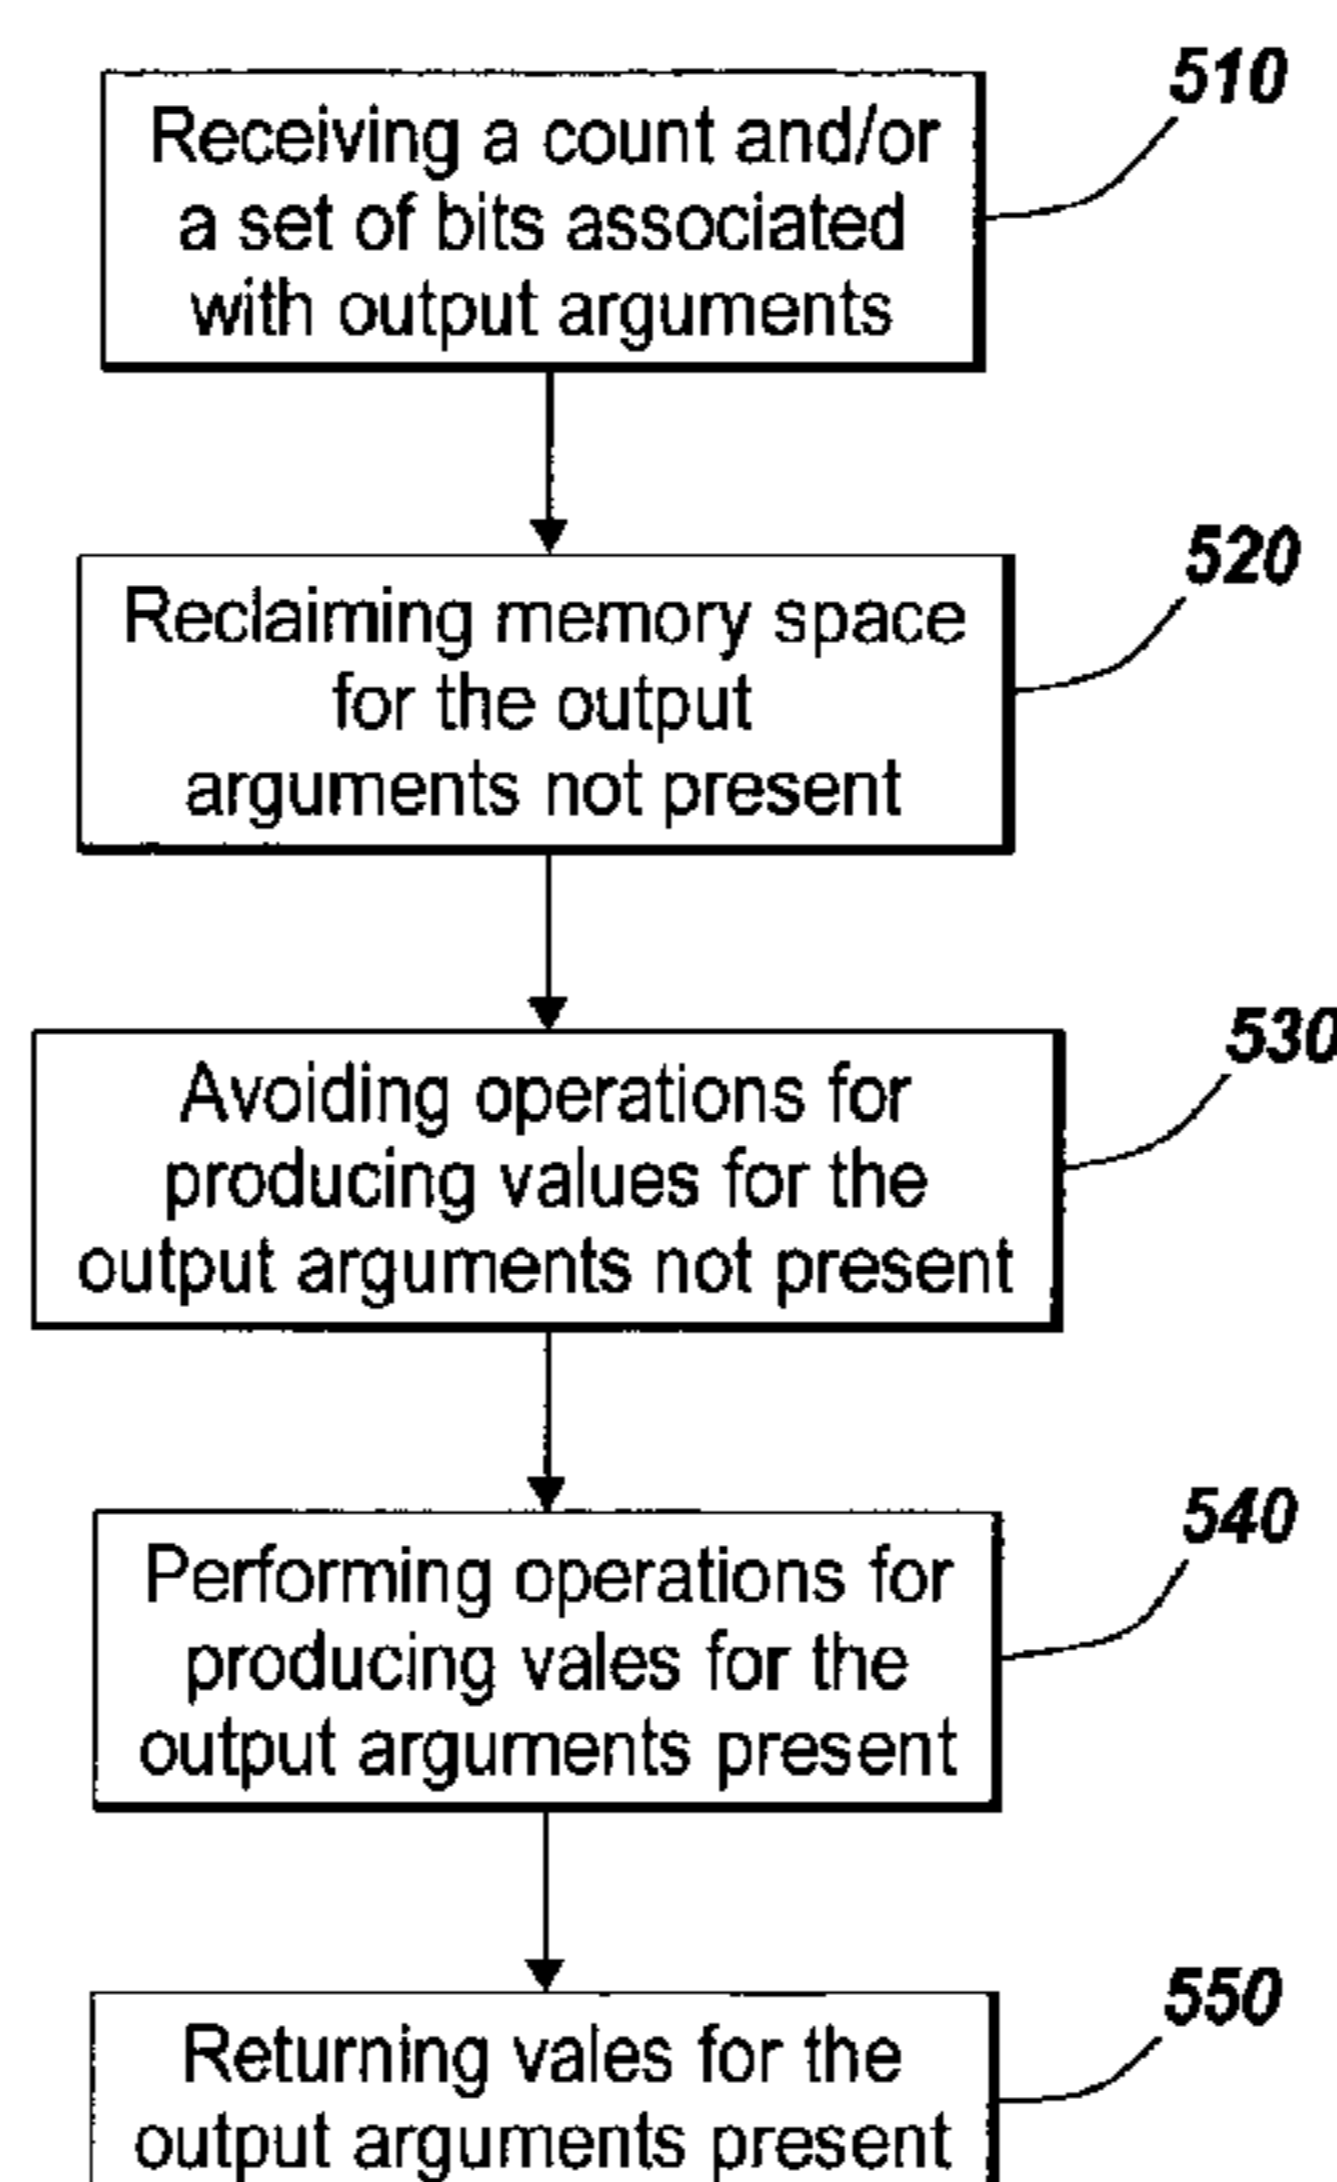 510
Receiving a count and/or
a set of bits associated
with output arguments
520
Reclaiming memory space
for the output
arguments not present
530
Avoiding operations for
producing values for the
output arguments not present
540
Performing operations for
producing vales for the
output arguments present
550
Returning vales for the
output arguments present